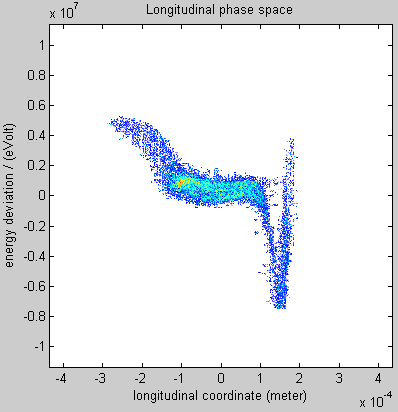 Longitudinal phase space
x 10^7
1
0.8
0.6
0.4
0.2
0
-0.2
-0.4
-0.6
-0.8
-1
energy deviation / (eVolt)
-4 -3 -2 -1 0 1 2 3 4
longitudinal coordinate (meter)
x 10^-4